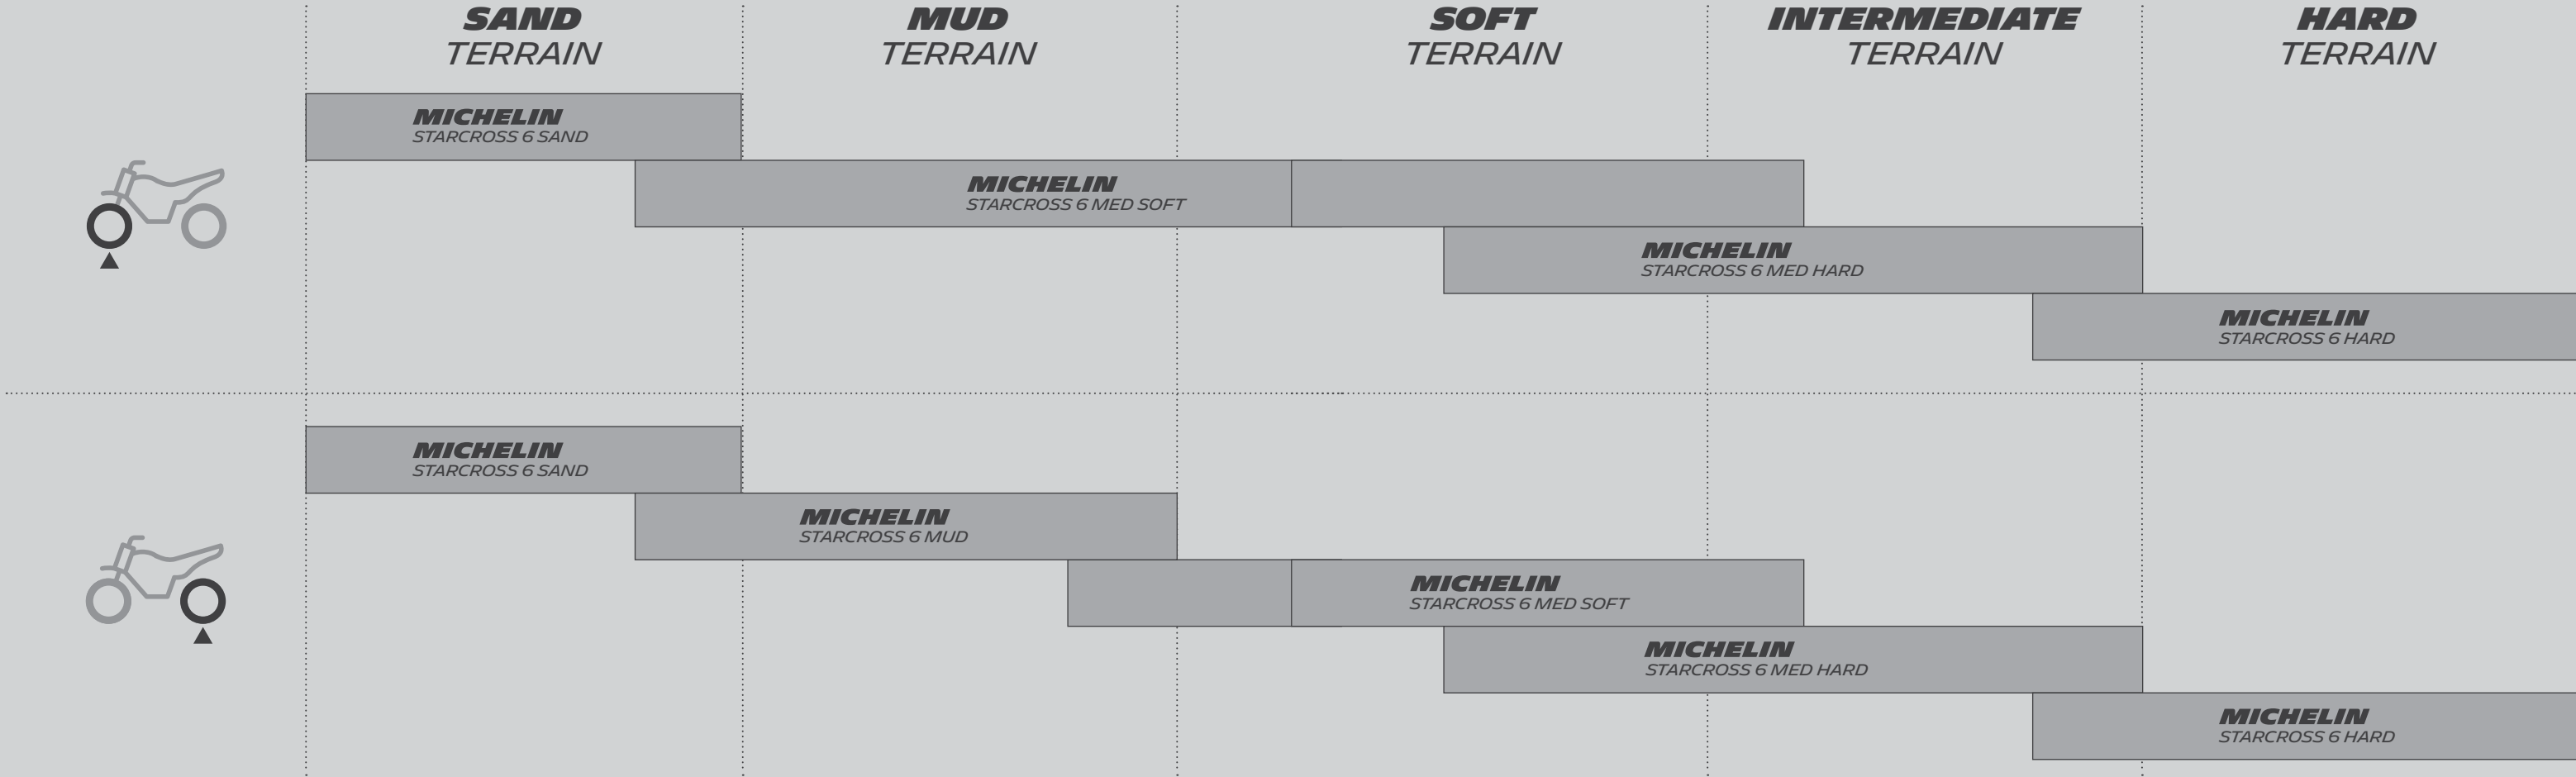 SAND
TERRAIN
MUD
TERRAIN
SOFT
TERRAIN
INTERMEDIATE
TERRAIN
HARD
TERRAIN
MICHELIN
STARCROSS 6 SAND
MICHELIN
STARCROSS 6 MED SOFT
MICHELIN
STARCROSS 6 MED HARD
MICHELIN
STARCROSS 6 HARD
MICHELIN
STARCROSS 6 SAND
MICHELIN
STARCROSS 6 MUD
MICHELIN
STARCROSS 6 MED SOFT
MICHELIN
STARCROSS 6 MED HARD
MICHELIN
STARCROSS 6 HARD